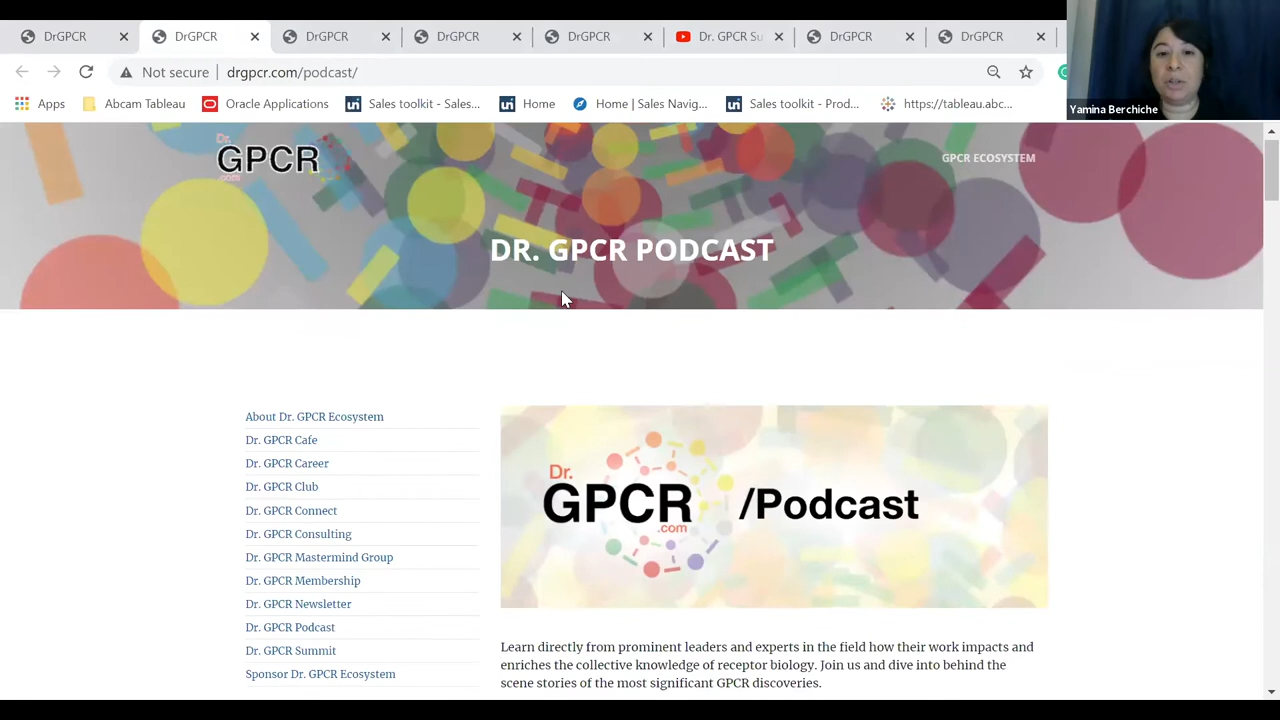 DrGPCR
DrGPCR
DrGPCR
DrGPCR
DrGPCR
Dr. GPCR Su
DrGPCR
DrGPCR
Not secure
drgpcr.com/podcast/
Apps
Abcam Tableau
Oracle Applications
Sales toolkit - Sales...
Home
Home | Sales Navig...
Sales toolkit - Prod...
https://tableau.abc...
Yamina Berchiche
Dr.
GPCR
.com
GPCR ECOSYSTEM
DR. GPCR PODCAST
About Dr. GPCR Ecosystem
Dr. GPCR Cafe
Dr. GPCR Career
Dr. GPCR Club
Dr. GPCR Connect
Dr. GPCR Consulting
Dr. GPCR Mastermind Group
Dr. GPCR Membership
Dr. GPCR Newsletter
Dr. GPCR Podcast
Dr. GPCR Summit
Sponsor Dr. GPCR Ecosystem
Dr.
GPCR /Podcast
.com
Learn directly from prominent leaders and experts in the field how their work impacts and
enriches the collective knowledge of receptor biology. Join us and dive into behind the
scene stories of the most significant GPCR discoveries.